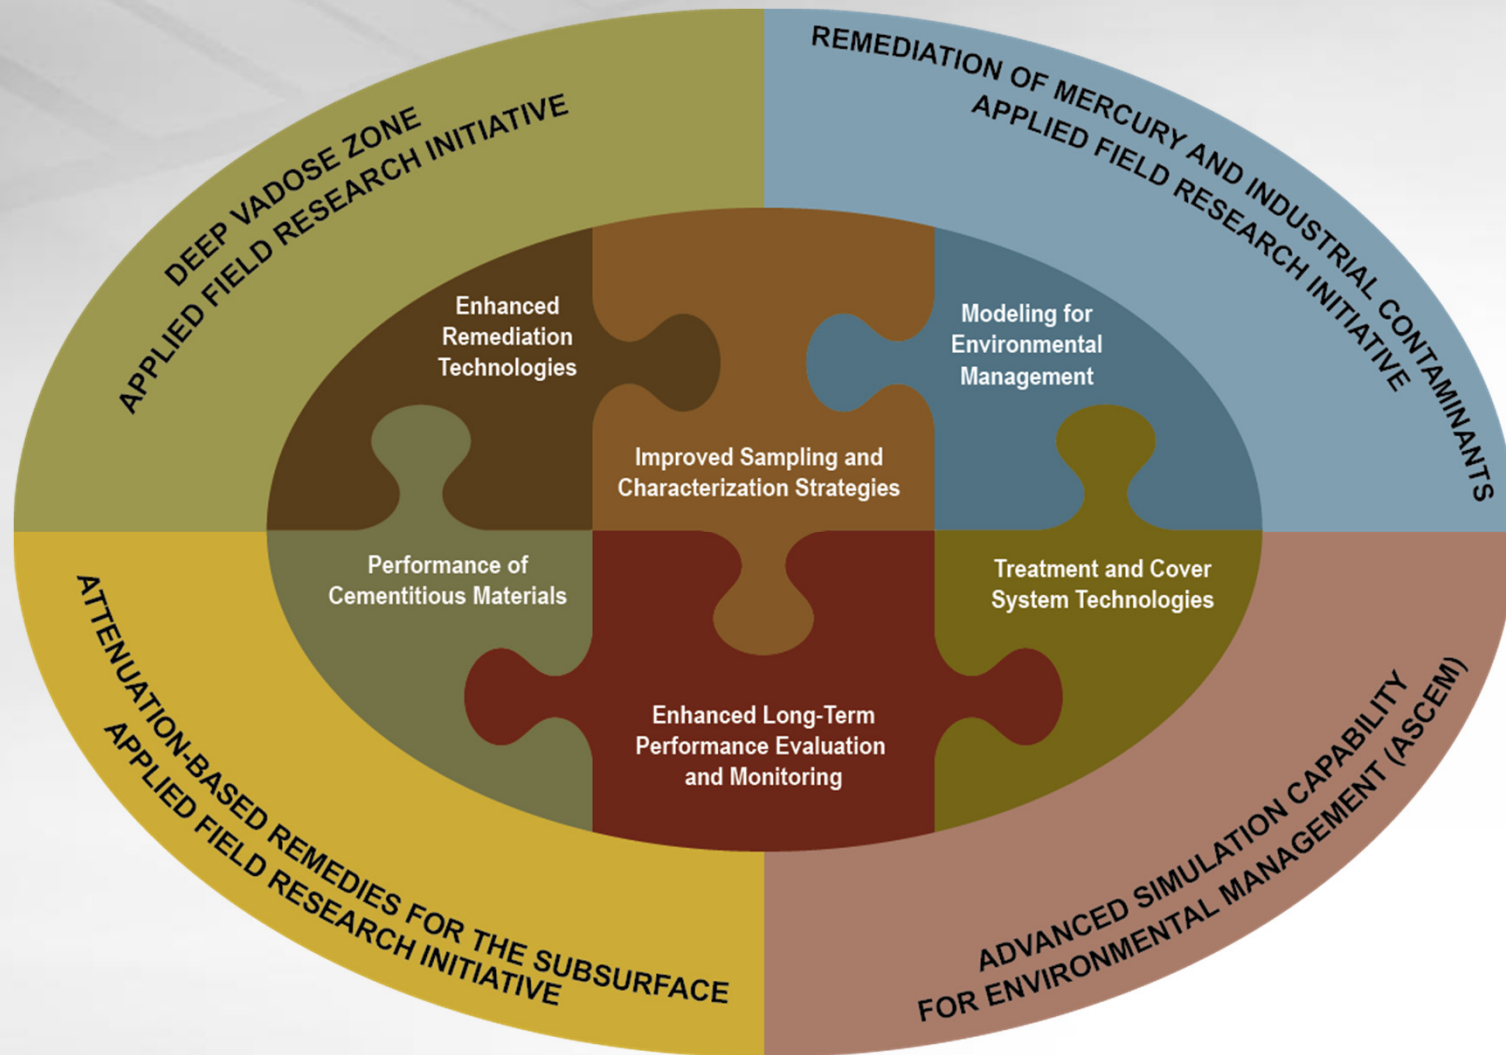 DEEP VADOSE ZONE
APPLIED FIELD RESEARCH INITIATIVE
REMEDIATION OF MERCURY AND INDUSTRIAL CONTAMINANTS
APPLIED FIELD RESEARCH INITIATIVE
Enhanced
Remediation
Technologies
Modeling for
Environmental
Management
Improved Sampling and
Characterization Strategies
Performance of
Cementitious Materials
Treatment and Cover
System Technologies
Enhanced Long-Term
Performance Evaluation
and Monitoring
ATTENUATION-BASED REMEDIES FOR THE SUBSURFACE
APPLIED FIELD RESEARCH INITIATIVE
ADVANCED SIMULATION CAPABILITY
FOR ENVIRONMENTAL MANAGEMENT (ASCEM)